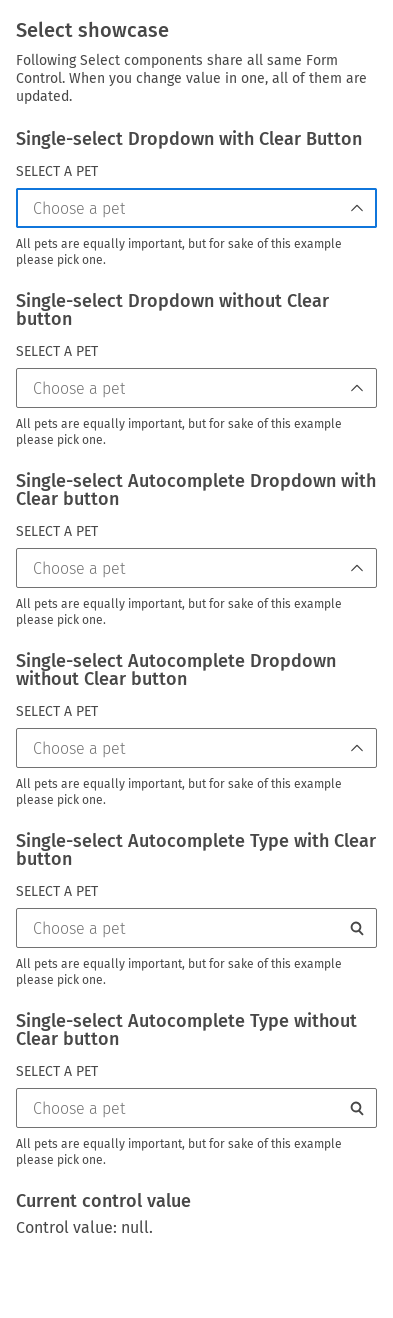 Select showcase
Following Select components share all same Form
Control. When you change value in one, all of them are
updated.
Single-select Dropdown with Clear Button
SELECT A PET
Choose a pet
All pets are equally important, but for sake of this example
please pick one.
Single-select Dropdown without Clear
button
SELECT A PET
Choose a pet
All pets are equally important, but for sake of this example
please pick one.
Single-select Autocomplete Dropdown with
Clear button
SELECT A PET
Choose a pet
All pets are equally important, but for sake of this example
please pick one.
Single-select Autocomplete Dropdown
without Clear button
SELECT A PET
Choose a pet
All pets are equally important, but for sake of this example
please pick one.
Single-select Autocomplete Type with Clear
button
SELECT A PET
Choose a pet
All pets are equally important, but for sake of this example
please pick one.
Single-select Autocomplete Type without
Clear button
SELECT A PET
Choose a pet
All pets are equally important, but for sake of this example
please pick one.
Current control value
Control value: null.